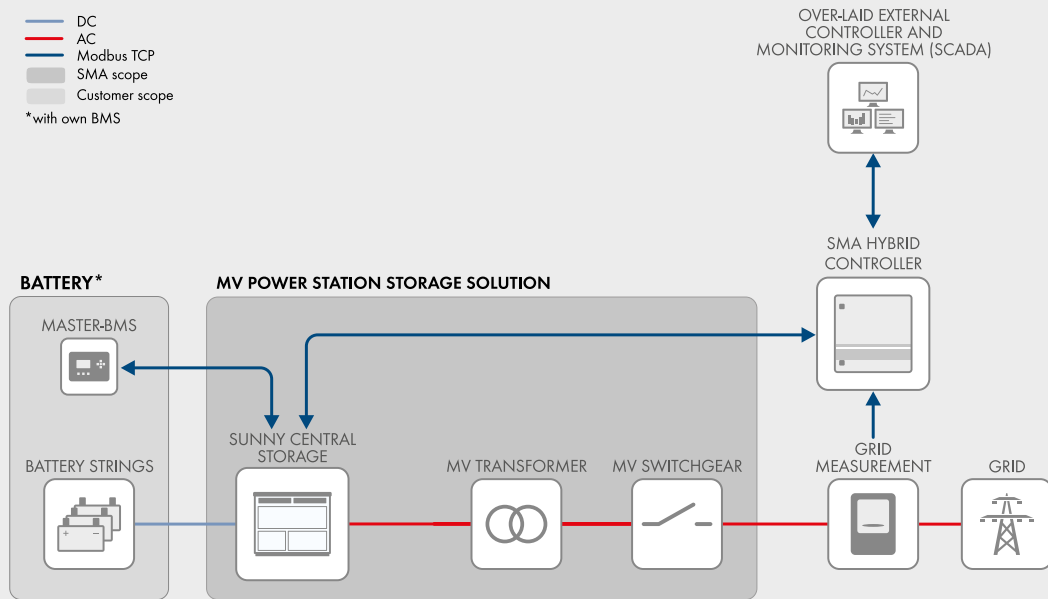 DC
AC
Modbus TCP
SMA scope
Customer scope
*with own BMS
OVER-LAID EXTERNAL
CONTROLLER AND
MONITORING SYSTEM (SCADA)
SMA HYBRID
CONTROLLER
BATTERY*
MV POWER STATION STORAGE SOLUTION
MASTER-BMS
SUNNY CENTRAL
STORAGE
BATTERY STRINGS
MV TRANSFORMER
MV SWITCHGEAR
GRID
MEASUREMENT
GRID